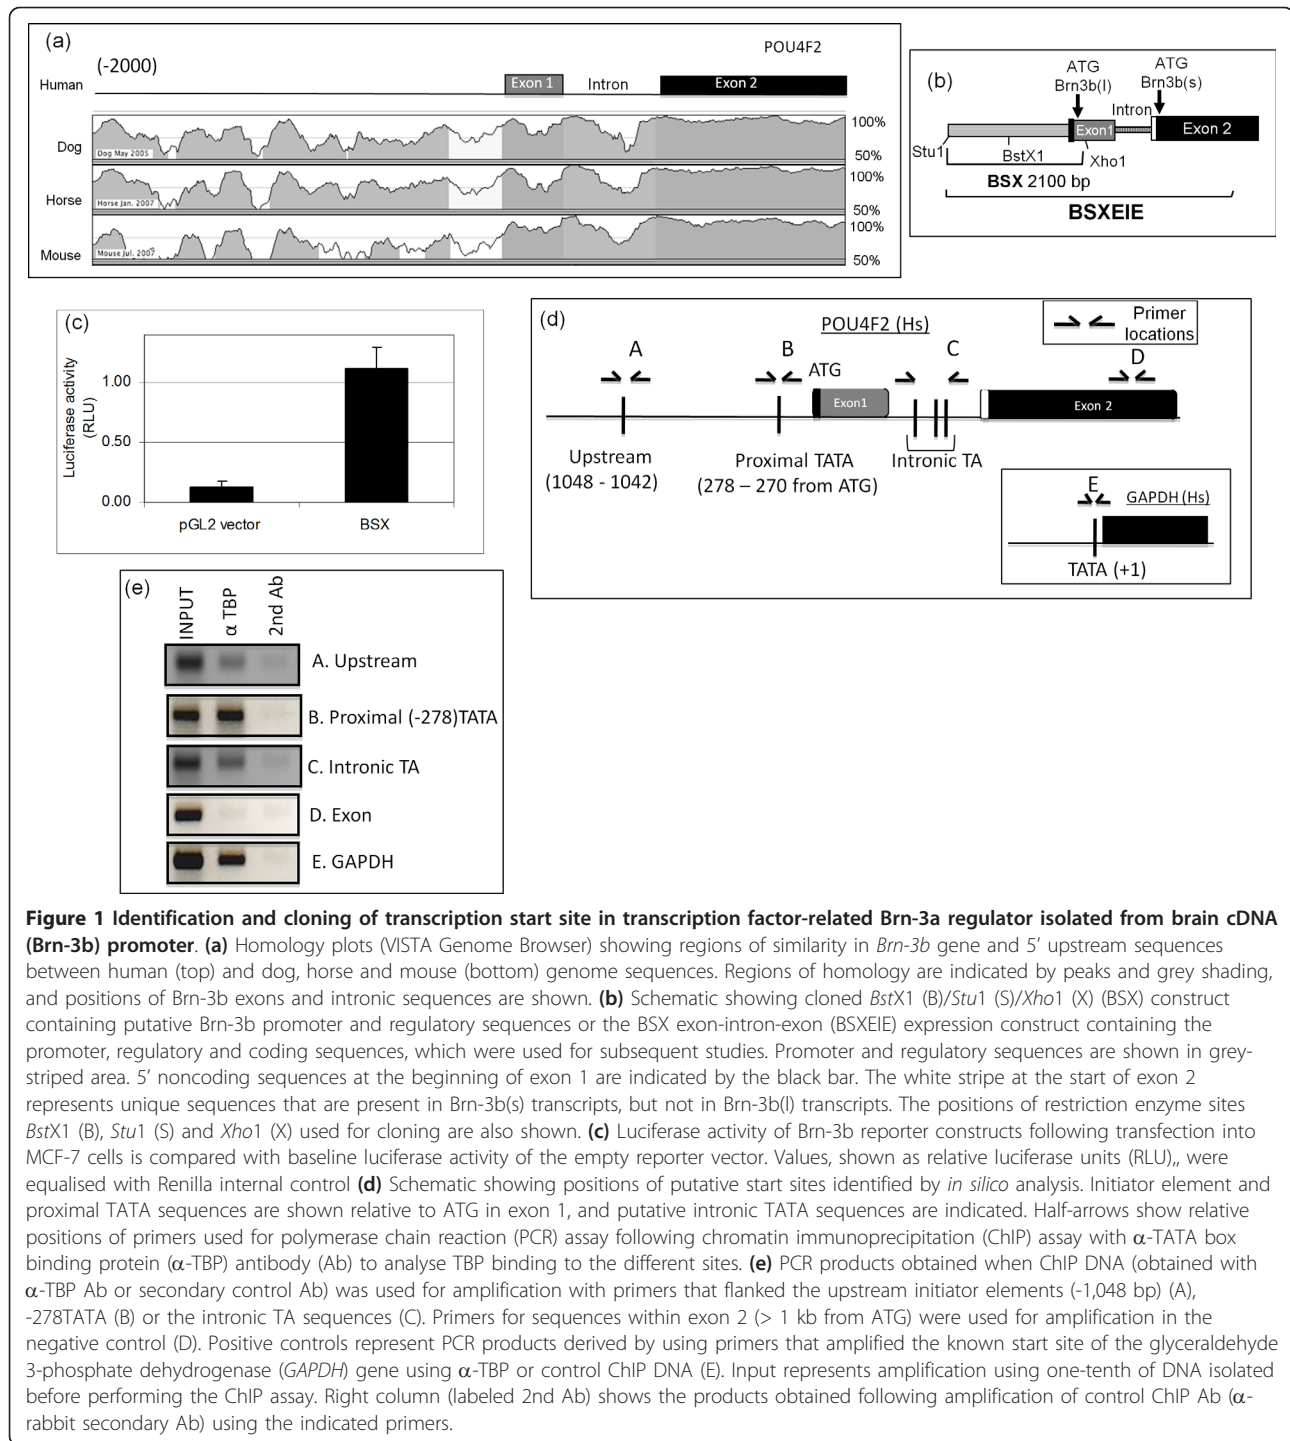 (a)
POU4F2
(-2000)
Human
Exon 1
Intron
Exon 2
100%
Dog
Dog May 2005
50%
100%
Horse
Horse Jan. 2007
50%
100%
Mouse
Mouse Jul. 2007
50%
(b)
ATG
Brn3b(l)
ATG
Brn3b(s)
Intron
Exon1
Exon 2
Stu1
BstX1
Xho1
BSX 2100 bp
BSXEIE
(c)
Luciferase activity
(RLU)
1.00
0.50
0.00
pGL2 vector
BSX
(d)
POU4F2 (Hs)
Primer
locations
A
B
C
D
ATG
Exon1
Exon 2
Upstream
(1048 - 1042)
Proximal TATA
(278 – 270 from ATG)
Intronic TA
E
GAPDH (Hs)
TATA (+1)
(e)
INPUT
α TBP
2nd Ab
A. Upstream
B. Proximal (-278)TATA
C. Intronic TA
D. Exon
E. GAPDH
Figure 1 Identification and cloning of transcription start site in transcription factor-related Brn-3a regulator isolated from brain cDNA
(Brn-3b) promoter. (a) Homology plots (VISTA Genome Browser) showing regions of similarity in Brn-3b gene and 5’ upstream sequences
between human (top) and dog, horse and mouse (bottom) genome sequences. Regions of homology are indicated by peaks and grey shading,
and positions of Brn-3b exons and intronic sequences are shown. (b) Schematic showing cloned BstX1 (B)/Stu1 (S)/Xho1 (X) (BSX) construct
containing putative Brn-3b promoter and regulatory sequences or the BSX exon-intron-exon (BSXEIE) expression construct containing the
promoter, regulatory and coding sequences, which were used for subsequent studies. Promoter and regulatory sequences are shown in grey-
striped area. 5’ noncoding sequences at the beginning of exon 1 are indicated by the black bar. The white stripe at the start of exon 2
represents unique sequences that are present in Brn-3b(s) transcripts, but not in Brn-3b(l) transcripts. The positions of restriction enzyme sites
BstX1 (B), Stu1 (S) and Xho1 (X) used for cloning are also shown. (c) Luciferase activity of Brn-3b reporter constructs following transfection into
MCF-7 cells is compared with baseline luciferase activity of the empty reporter vector. Values, shown as relative luciferase units (RLU),, were
equalised with Renilla internal control (d) Schematic showing positions of putative start sites identified by in silico analysis. Initiator element and
proximal TATA sequences are shown relative to ATG in exon 1, and putative intronic TATA sequences are indicated. Half-arrows show relative
positions of primers used for polymerase chain reaction (PCR) assay following chromatin immunoprecipitation (ChIP) assay with α-TATA box
binding protein (α-TBP) antibody (Ab) to analyse TBP binding to the different sites. (e) PCR products obtained when ChIP DNA (obtained with
α-TBP Ab or secondary control Ab) was used for amplification with primers that flanked the upstream initiator elements (-1,048 bp) (A),
-278TATA (B) or the intronic TA sequences (C). Primers for sequences within exon 2 (> 1 kb from ATG) were used for amplification in the
negative control (D). Positive controls represent PCR products derived by using primers that amplified the known start site of the glyceraldehyde
3-phosphate dehydrogenase (GAPDH) gene using α-TBP or control ChIP DNA (E). Input represents amplification using one-tenth of DNA isolated
before performing the ChIP assay. Right column (labeled 2nd Ab) shows the products obtained following amplification of control ChIP Ab (α-
rabbit secondary Ab) using the indicated primers.